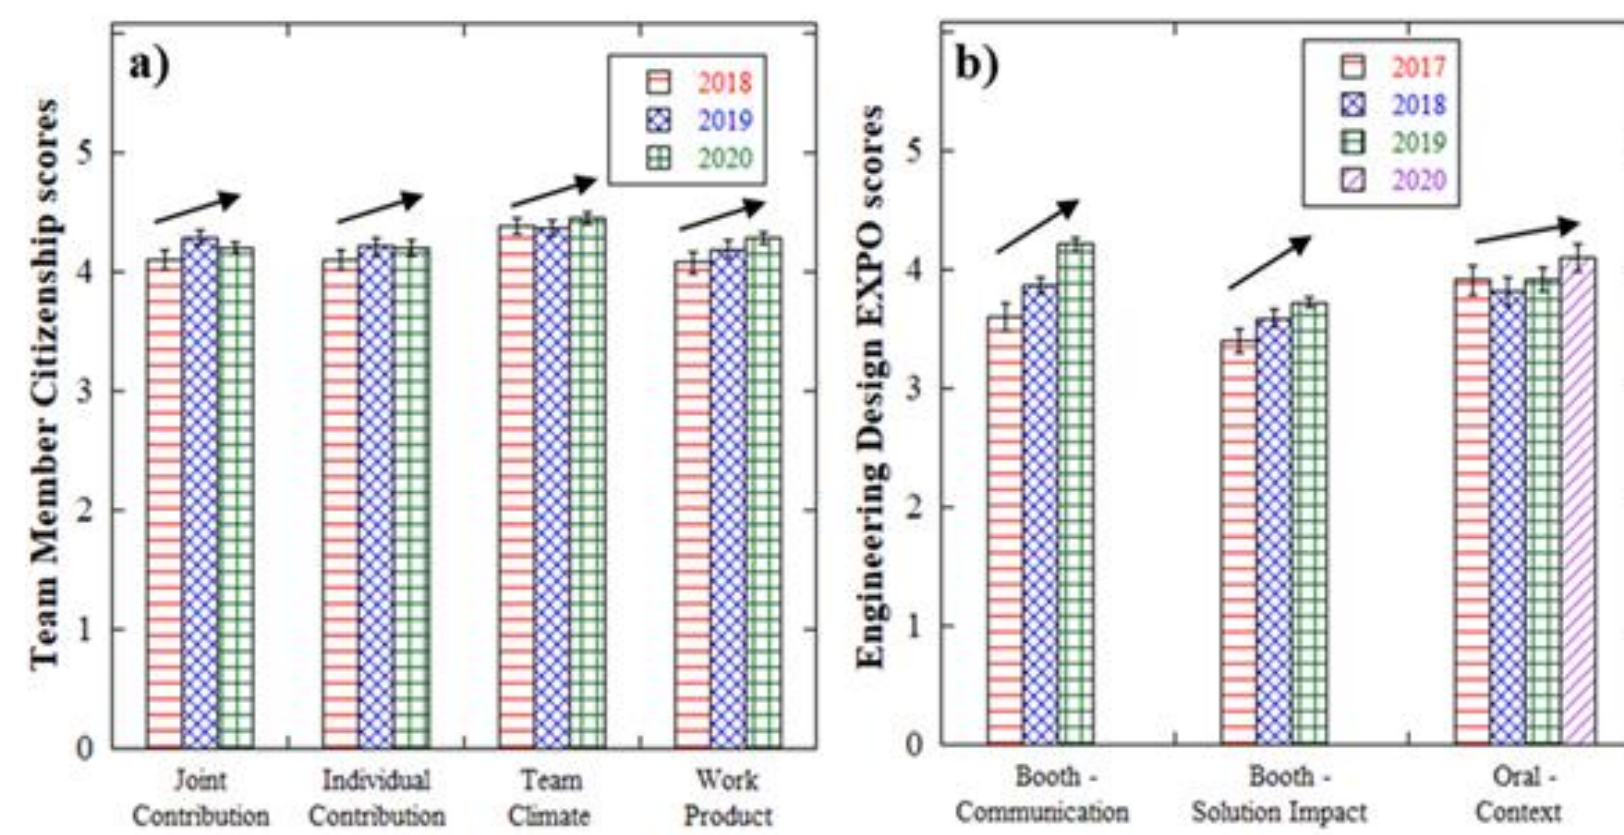 a)
2018
2019
2020
Team Member Citizenship scores
5
4
3
2
1
0
Joint
Contribution
Individual
Contribution
Team
Climate
Work
Product
b)
2017
2018
2019
2020
Engineering Design EXPO scores
5
4
3
2
1
0
Booth -
Communication
Booth -
Solution Impact
Oral -
Context